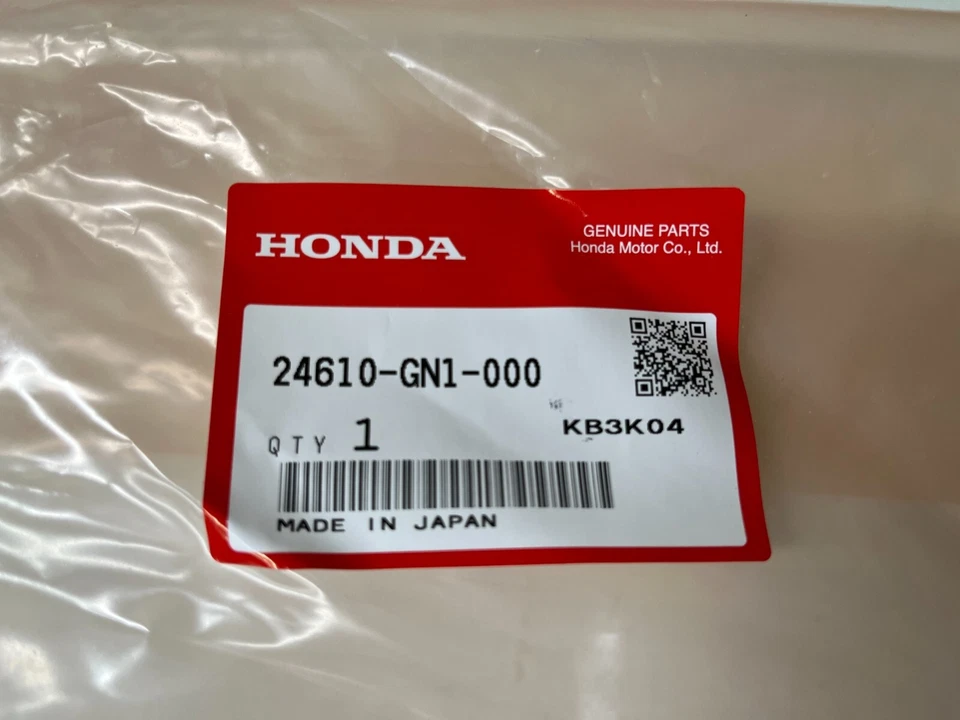 HONDA
GENUINE PARTS
Honda Motor Co., Ltd.
24610-GN1-000
QTY 1
KB3K04
MADE IN JAPAN